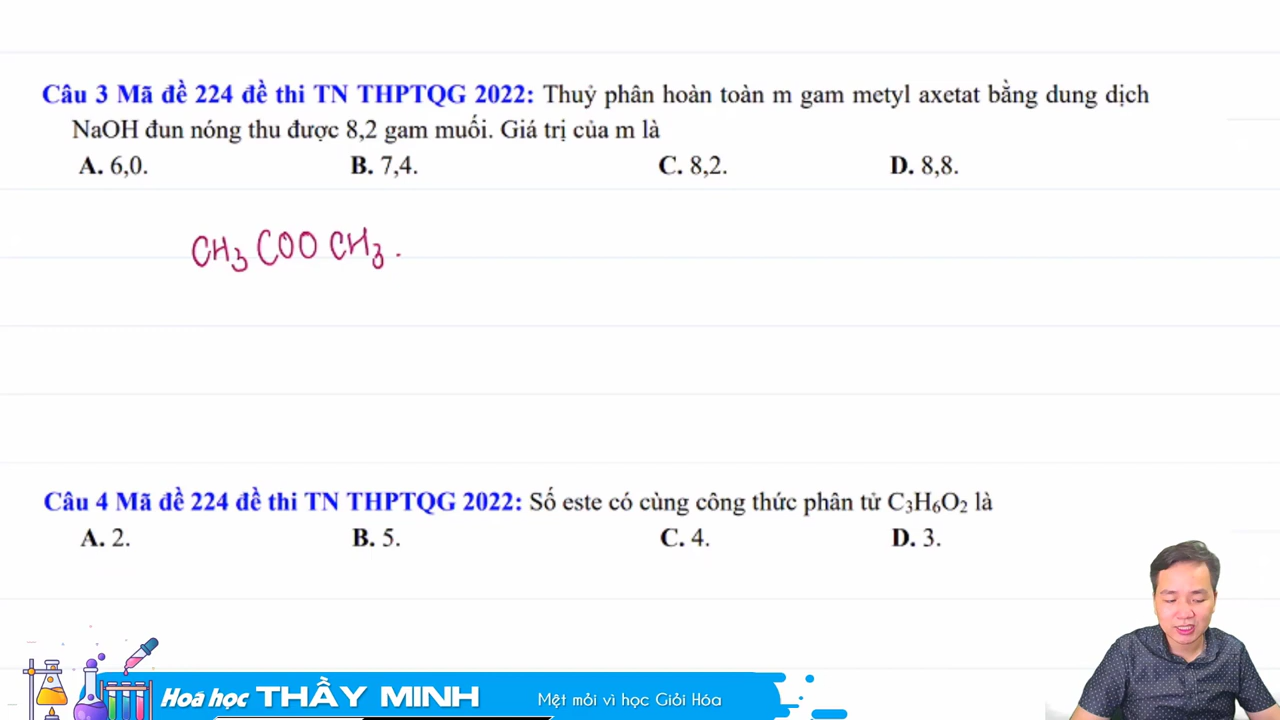 Câu 3 Mã đề 224 đề thi TN THPTQG 2022: Thuỷ phân hoàn toàn m gam metyl axetat bằng dung dịch
NaOH đun nóng thu được 8,2 gam muối. Giá trị của m là
A. 6,0. B. 7,4. C. 8,2. D. 8,8.
CH₃COOCH₃.
Câu 4 Mã đề 224 đề thi TN THPTQG 2022: Số este có cùng công thức phân tử C₃H₆O₂ là
A. 2. B. 5. C. 4. D. 3.
Hoá học THẦY MINH Mệt mỏi vì học Giỏi Hóa